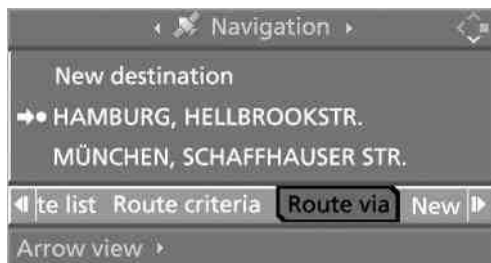 Navigation
New destination
HAMBURG, HELLBROOKSTR.
MÜNCHEN, SCHAFFHAUSER STR.
te list Route criteria Route via New
Arrow view